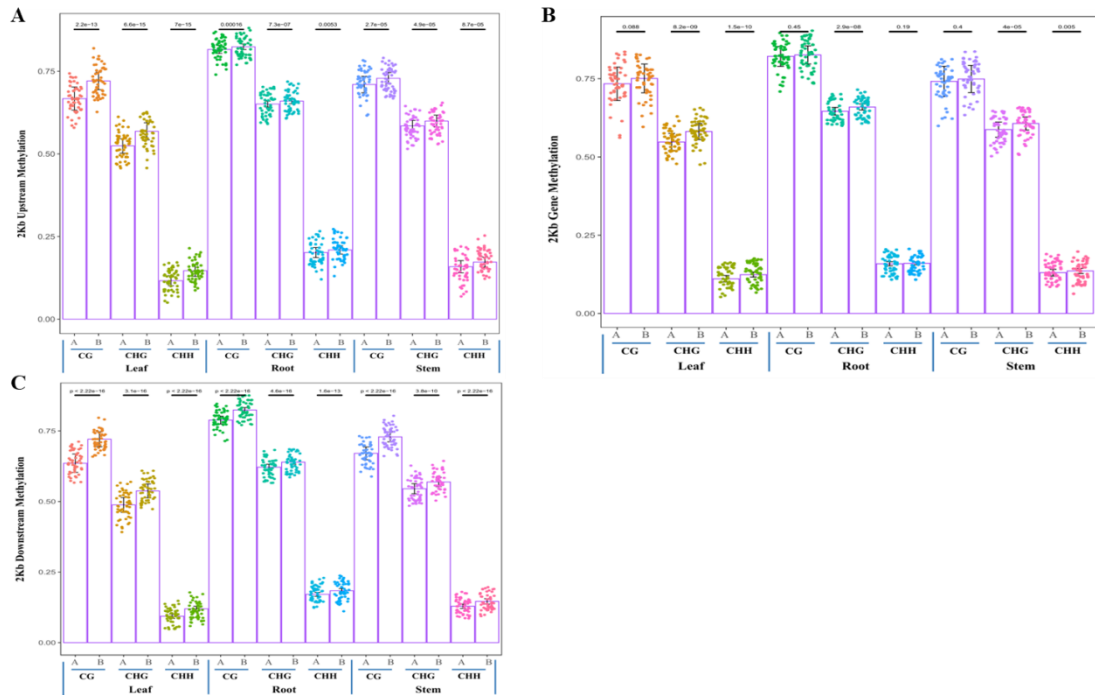 A
2.2e-13 6.6e-15 7e-15 0.00016 7.3e-07 0.0053 2.7e-05 4.9e-05 8.7e-05
2Kb Upstream Methylation
0.75
0.50
0.25
0.00
A B A B A B A B A B A B A B A B A B
CG CHG CHH CG CHG CHH CG CHG CHH
Leaf Root Stem
B
0.088 8.2e-09 1.5e-10 0.45 2.9e-08 0.19 0.4 4e-05 0.005
2Kb Gene Methylation
0.75
0.50
0.25
0.00
A B A B A B A B A B A B A B A B A B
CG CHG CHH CG CHG CHH CG CHG CHH
Leaf Root Stem
C
p < 2.22e-16 3.1e-16 p < 2.22e-16 p < 2.22e-16 4.6e-16 1.8e-13 p < 2.22e-16 3.8e-10 p < 2.22e-16
2Kb Downstream Methylation
0.75
0.50
0.25
0.00
A B A B A B A B A B A B A B A B A B
CG CHG CHH CG CHG CHH CG CHG CHH
Leaf Root Stem